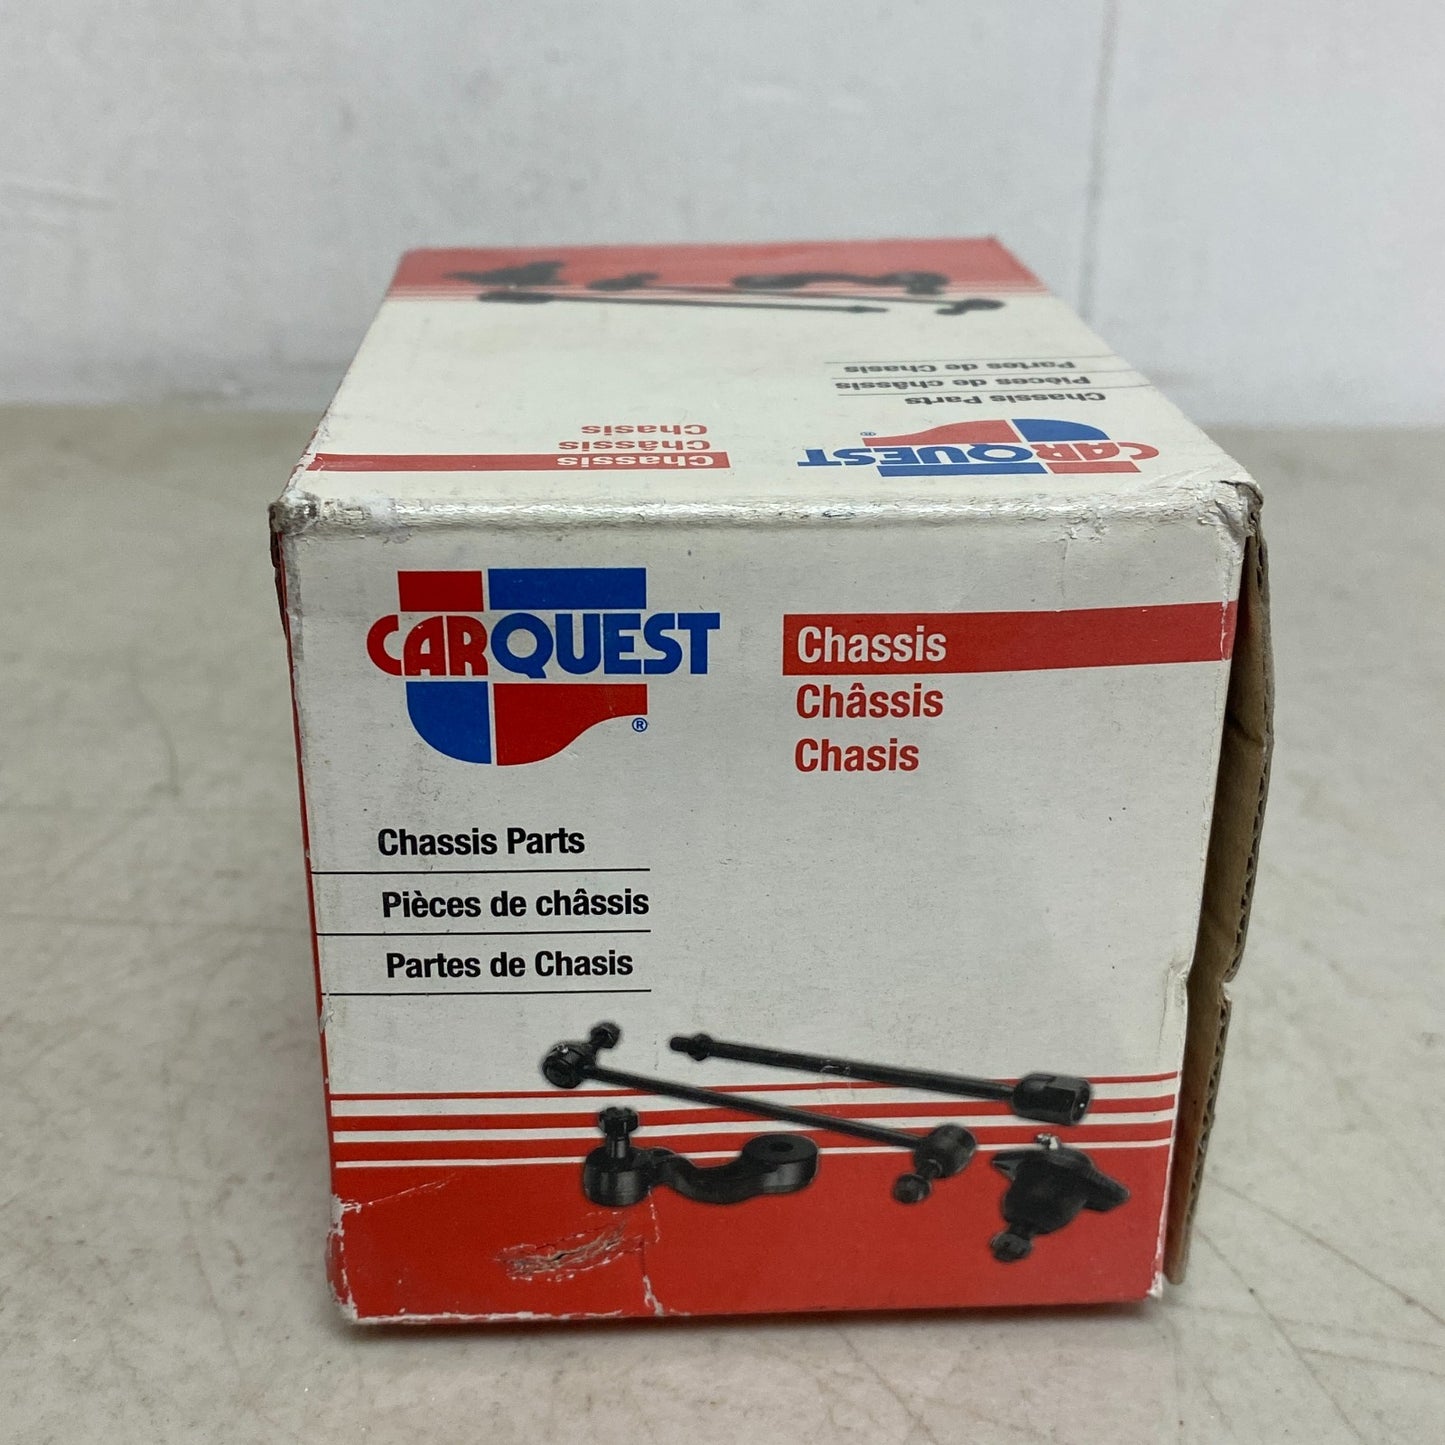 Partes de Chasis
Pièces de châssis
Chassis Parts
CARQUEST®
Chasis
Châssis
Chassis
CARQUEST
®
Chassis
Châssis
Chasis
Chassis Parts
Pièces de châssis
Partes de Chasis